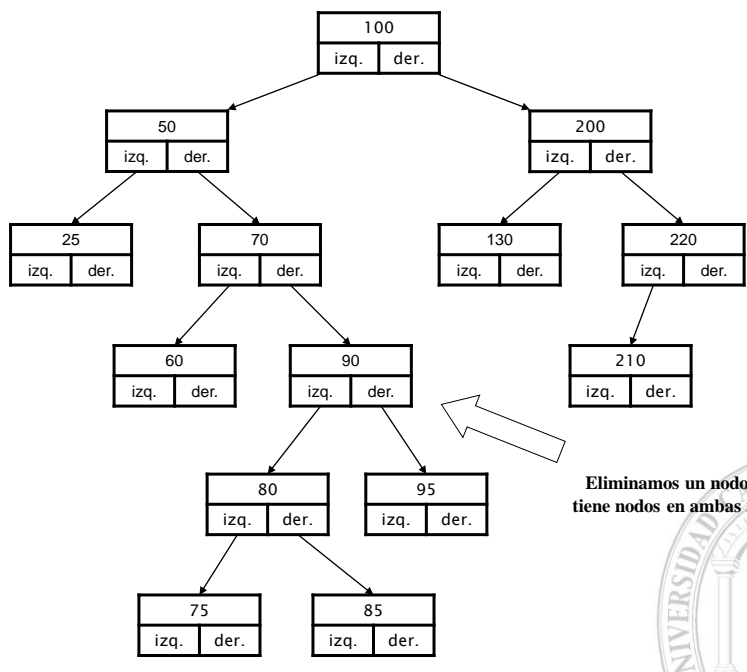 100
izq. der.
50
izq. der.
200
izq. der.
25
izq. der.
70
izq. der.
130
izq. der.
220
izq. der.
60
izq. der.
90
izq. der.
210
izq. der.
80
izq. der.
95
izq. der.
Eliminamos un nodo
tiene nodos en ambas
75
izq. der.
85
izq. der.